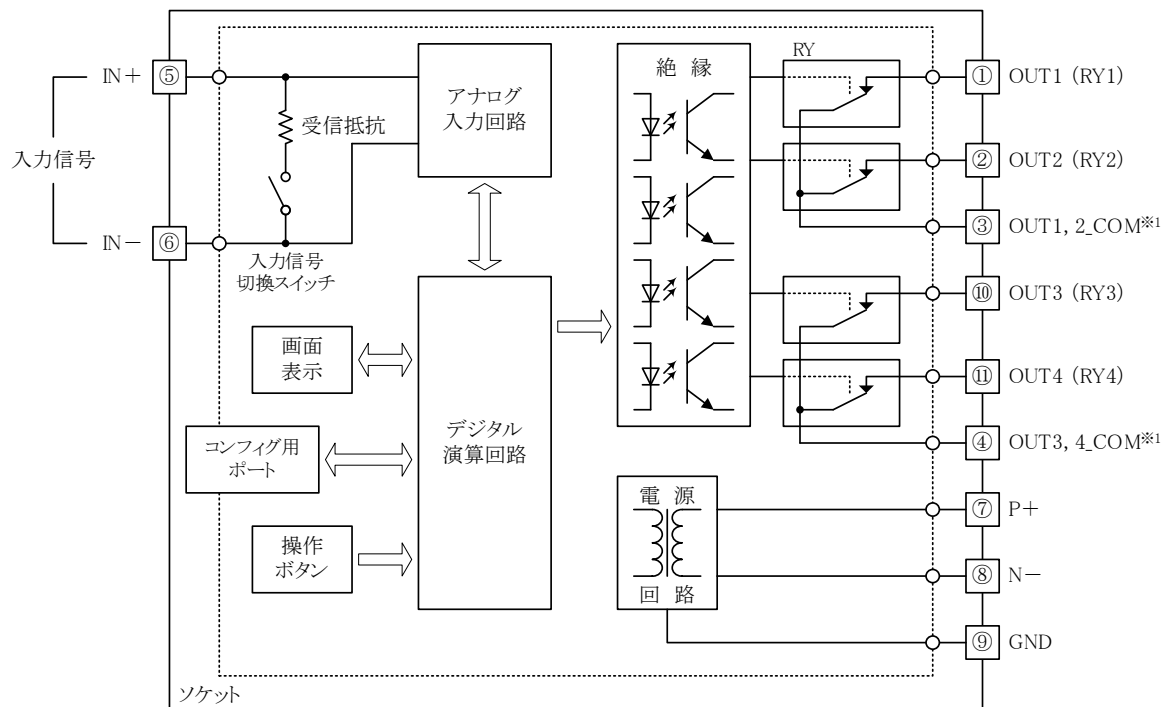 IN＋
⑤
入力信号
IN－
⑥
受信抵抗
入力信号
切換スイッチ
アナログ
入力回路
画面
表示
コンフィグ用
ポート
操作
ボタン
デジタル
演算回路
絶縁
RY
① OUT1 (RY1)
② OUT2 (RY2)
③ OUT1, 2_COM※1
⑩ OUT3 (RY3)
⑪ OUT4 (RY4)
④ OUT3, 4_COM※1
電源
回路
⑦ P＋
⑧ N－
⑨ GND
ソケット